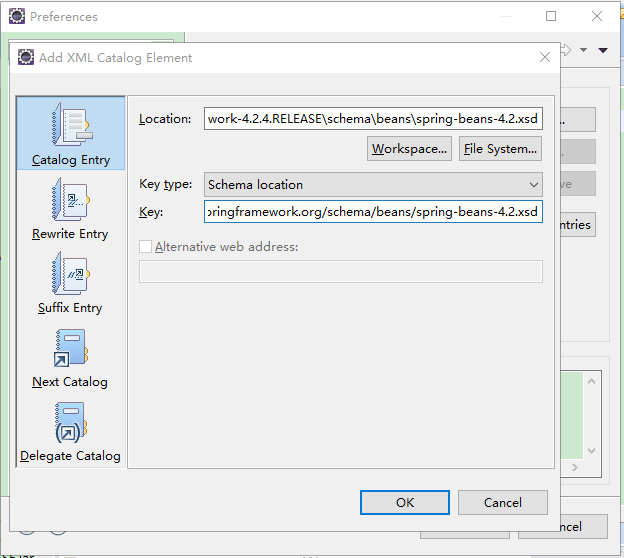 Preferences
Add XML Catalog Element
Catalog Entry
Rewrite Entry
Suffix Entry
Next Catalog
Delegate Catalog
Location: work-4.2.4.RELEASE\schema\beans\spring-beans-4.2.xsd
Workspace... File System...
Key type: Schema location
Key: pringframework.org/schema/beans/spring-beans-4.2.xsd
Alternative web address:
OK Cancel
ntries
ncel